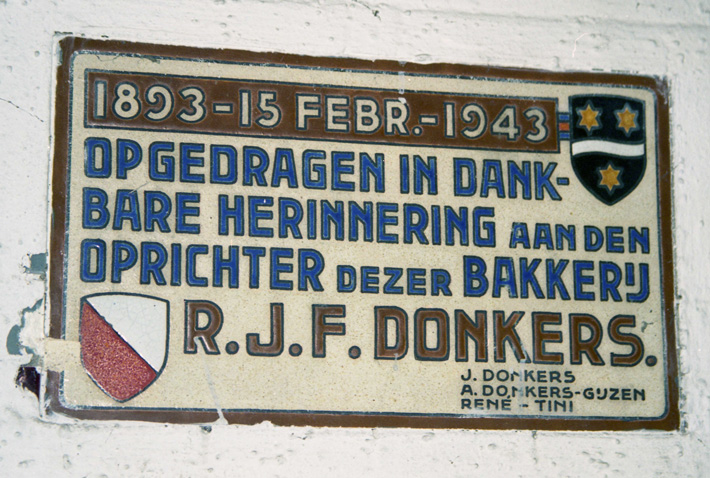 1893-15 FEBR.-1943
OPGEDRAGEN IN DANK-
BARE HERINNERING AAN DEN
OPRICHTER DEZER BAKKERIJ
R.J.F. DONKERS.
J. DONKERS
A. DONKERS-GIJZEN
RENÉ - TINI